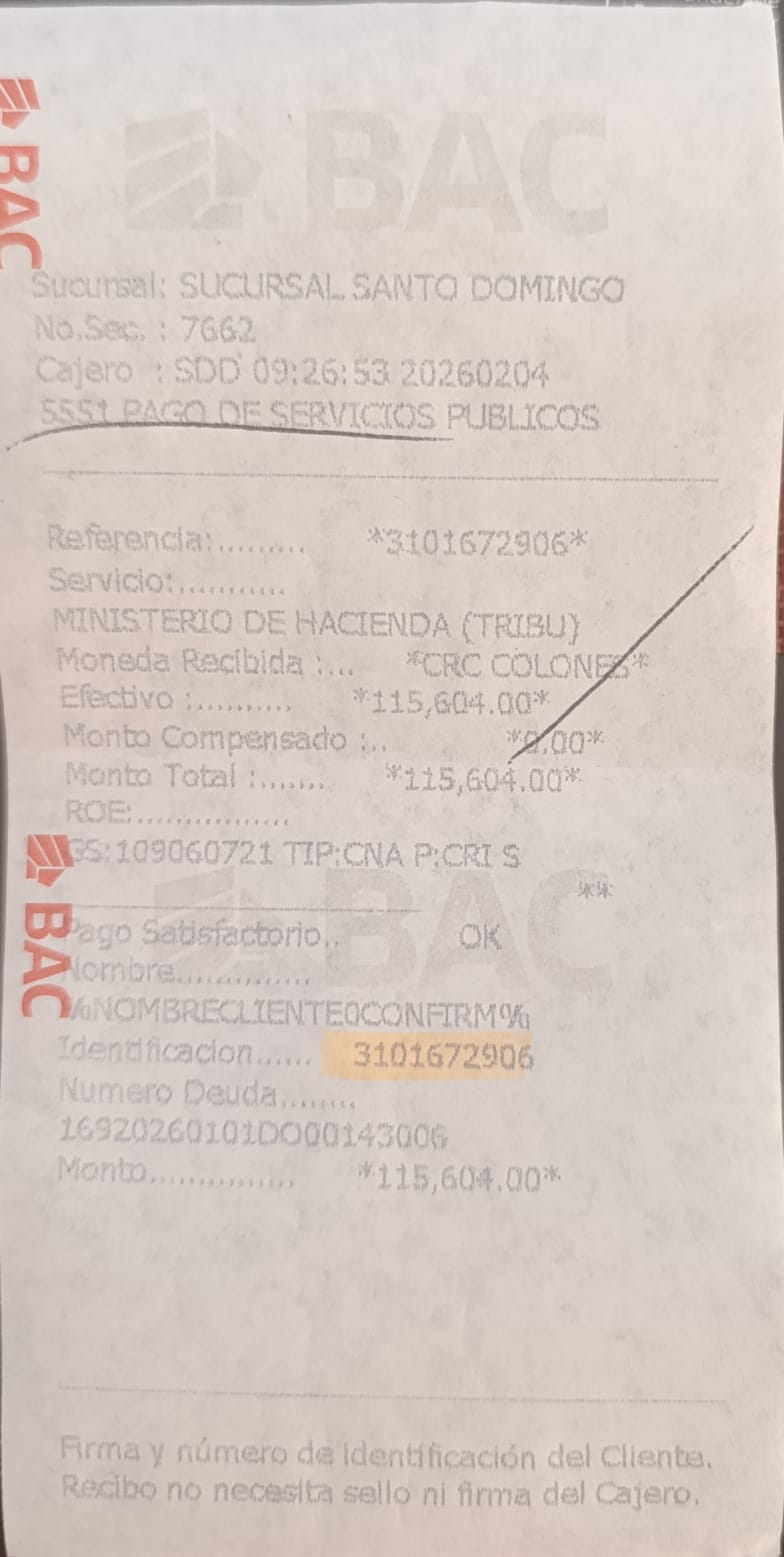 BAC
BAC
Sucursal: SUCURSAL SANTO DOMINGO
No.Sec. : 7662
Cajero : SDD 09:26:53 20260204
5551 PAGO DE SERVICIOS PUBLICOS
Referencia:......... *3101672906*
Servicio:............
MINISTERIO DE HACIENDA (TRIBU)
Moneda Recibida :... *CRC COLONES*
Efectivo :.......... *115,604.00*
Monto Compensado :.. *0.00*
Monto Total :....... *115,604.00*
ROE:.................
GS:109060721 TIP:CNA P:CRI S
**
BAC
BAC
Pago Satisfactorio.. OK
Nombre..............
%NOMBRECLIENTE0CONFIRM%
Identificacion...... 3101672906
Numero Deuda........
16920260101DO00143006
Monto............... *115,604.00*
Firma y número de identificación del Cliente.
Recibo no necesita sello ni firma del Cajero.